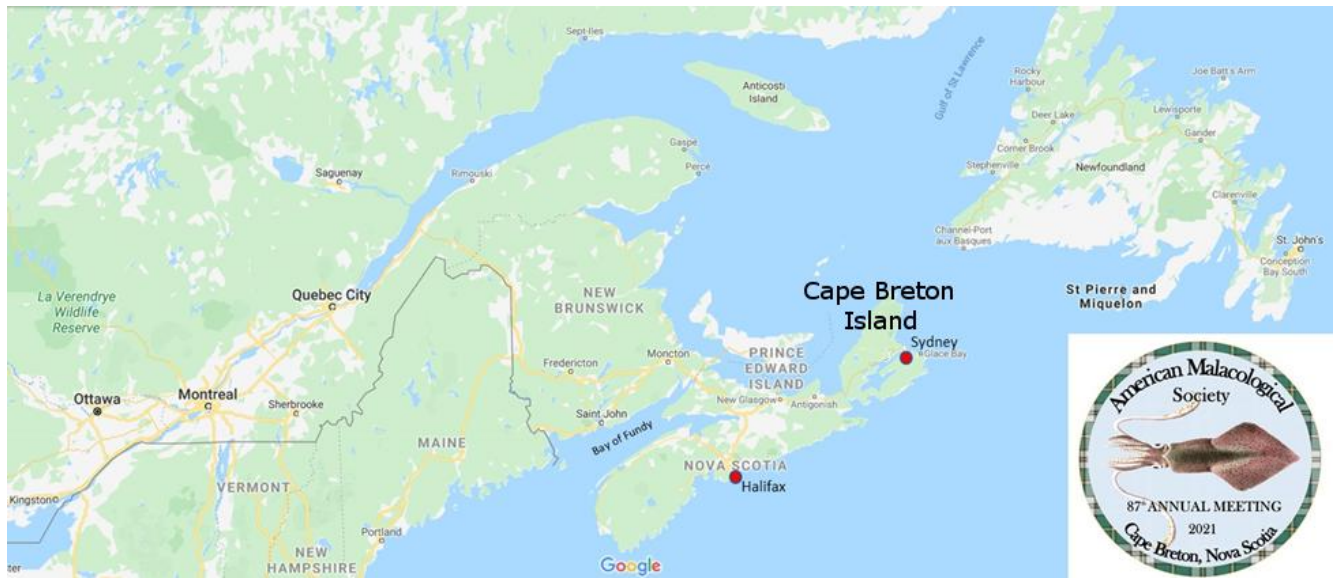 Sept-Iles
Anticosti
Island
Gulf of St Lawrence
Rocky
Harbour
Joe Batt's Arm
Deer Lake
Lewisporte
Gander
Corner Brook
Stephenville
Newfoundland
Clarenville
Channel-Port
aux Basques
St. John's
Conception
Bay South
St Pierre and
Miquelon
Gaspé
Percé
Saguenay
Rimouski
La Verendrye
Wildlife
Reserve
Quebec City
NEW
BRUNSWICK
Cape Breton
Island
Sydney
Glace Bay
Ottawa
Montreal
Sherbrooke
Fredericton
Moncton
PRINCE
EDWARD
ISLAND
New Glasgow
Antigonish
Saint John
Bay of Fundy
MAINE
NOVA SCOTIA
Halifax
Kingston
VERMONT
Portland
NEW
HAMPSHIRE
ter
Google
American Malacological
Society
87th ANNUAL MEETING
2021
Cape Breton, Nova Scotia